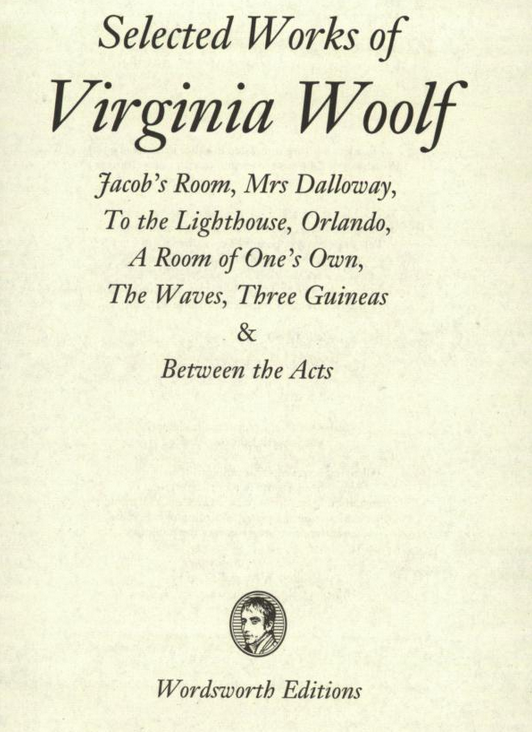 Selected Works of
Virginia Woolf
Jacob's Room, Mrs Dalloway,
To the Lighthouse, Orlando,
A Room of One's Own,
The Waves, Three Guineas
&
Between the Acts
Wordsworth Editions